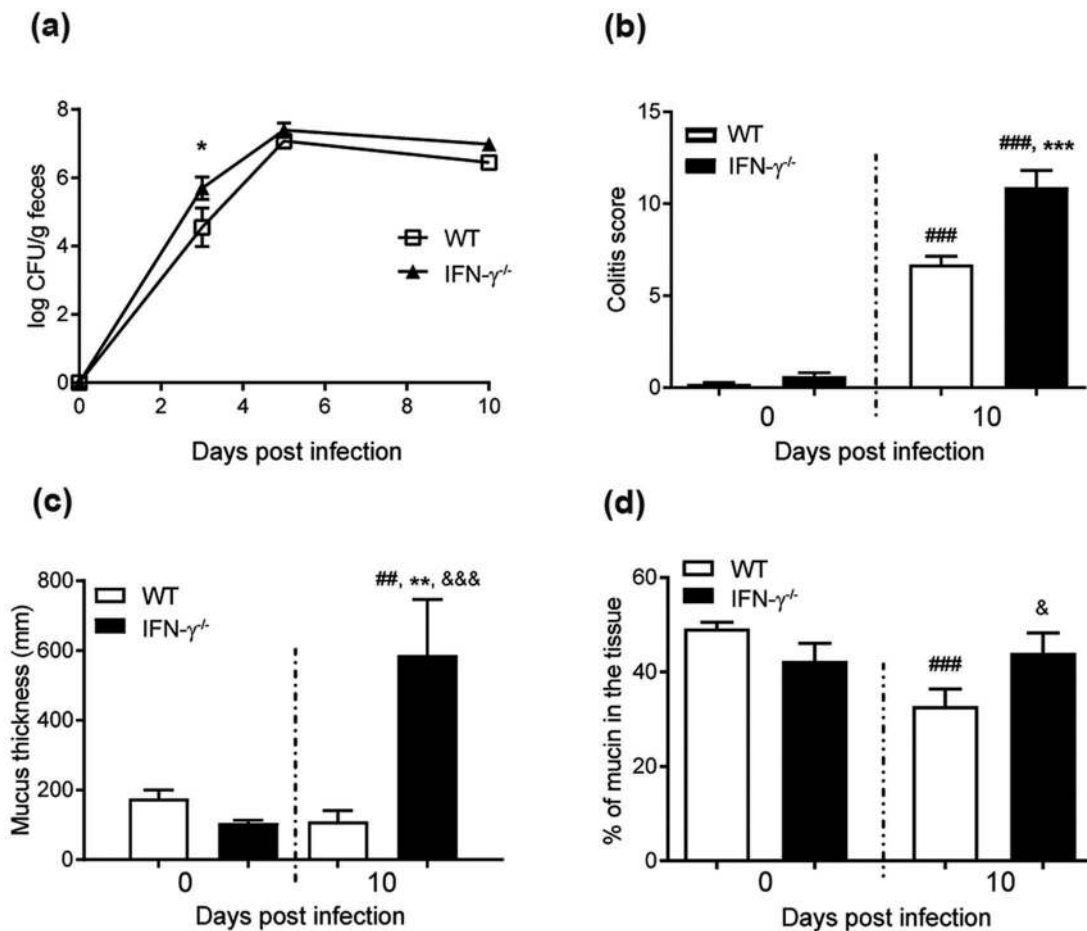 (a)
log CFU/g feces
8
6
4
2
0
*
WT
IFN-γ-/-
0 2 4 6 8 10
Days post infection
(b)
Colitis score
15
10
5
0
WT
IFN-γ-/-
###
###, ***
0 10
Days post infection
(c)
Mucus thickness (mm)
800
600
400
200
0
WT
IFN-γ-/-
##, **, &&&
0 10
Days post infection
(d)
% of mucin in the tissue
60
40
20
0
WT
IFN-γ-/-
###
&
0 10
Days post infection